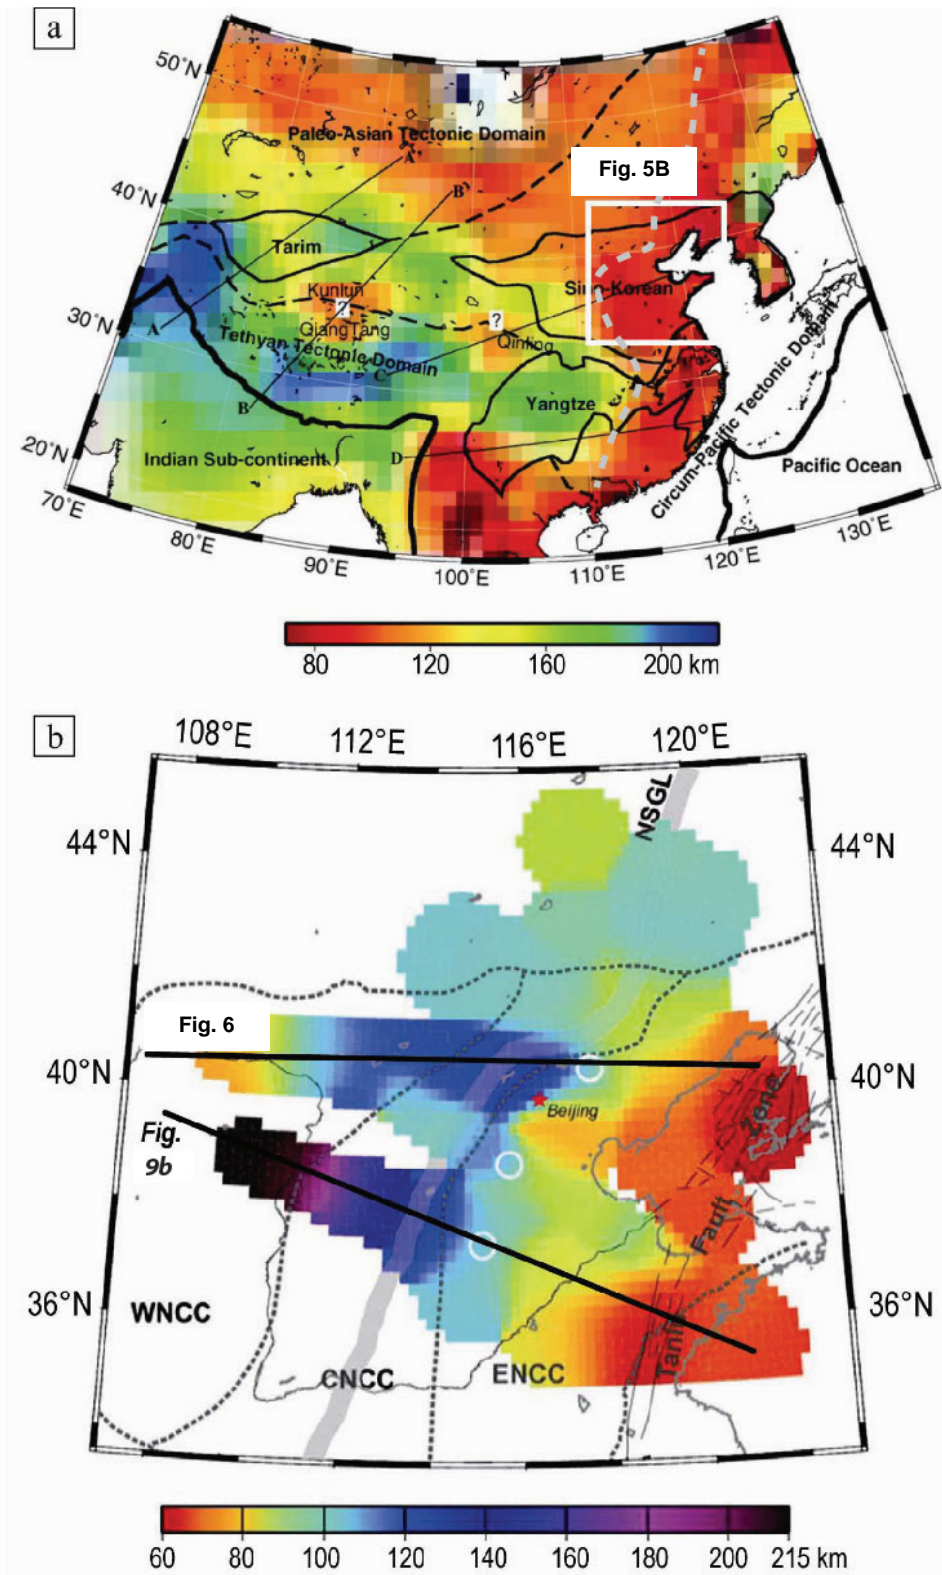 a
50°N
Paleo-Asian Tectonic Domain
A'
B'
Fig. 5B
40°N
Tarim
Kunlun
?
Sino-Korean
QiangTang
?
Qinling
30°N
A
Tethyan Tectonic Domain
C
B
Yangtze
Circum-Pacific Tectonic Domain
20°N
Indian Sub-continent
D
Pacific Ocean
70°E
80°E
90°E
100°E
110°E
120°E
130°E
80 120 160 200 km
b
108°E 112°E 116°E 120°E
NSGL
44°N 44°N
Fig. 6
40°N 40°N
Beijing
Zone
Fig.
9b
Fault
36°N 36°N
WNCC
Tanlu
CNCC ENCC
60 80 100 120 140 160 180 200 215 km